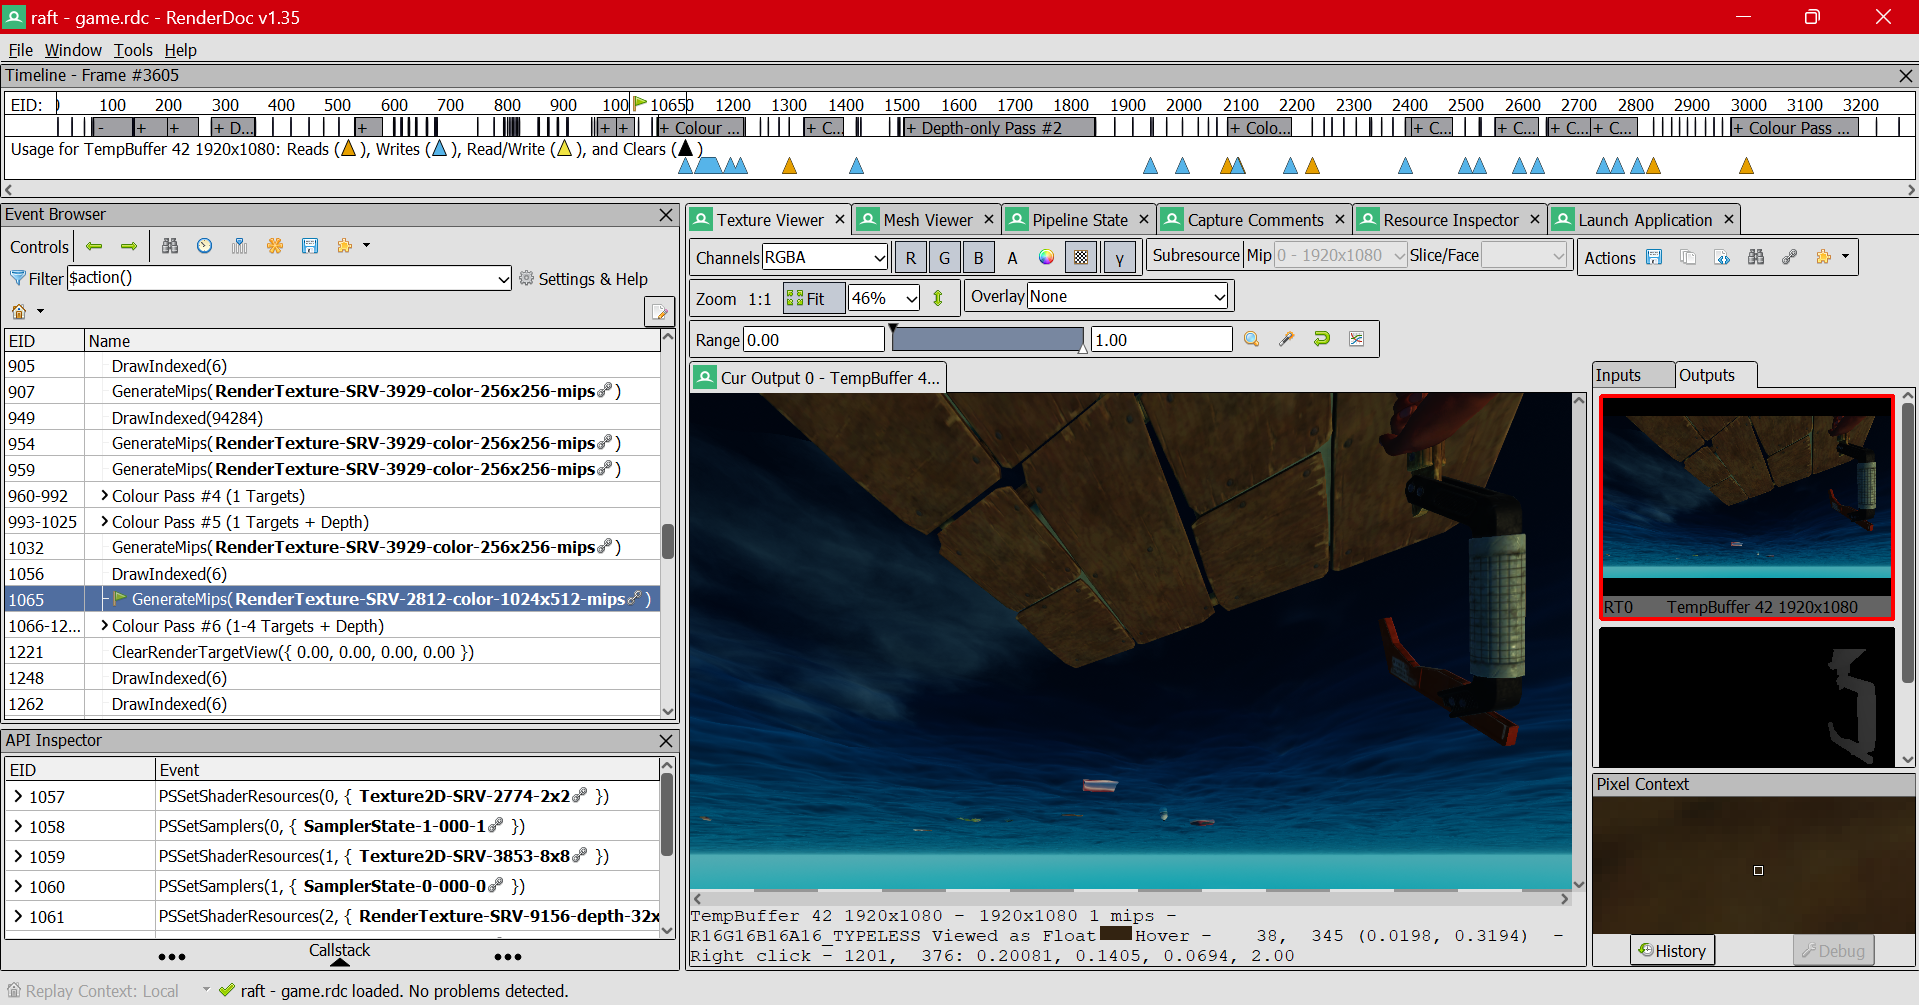 raft - game.rdc - RenderDoc v1.35
File Window Tools Help
Timeline - Frame #3605
EID: 100 200 300 400 500 600 700 800 900 100 1065 1200 1300 1400 1500 1600 1700 1800 1900 2000 2100 2200 2300 2400 2500 2600 2700 2800 2900 3000 3100 3200
- + + + D... + + + + Colour ... + C... + Depth-only Pass #2 + Colo... + C... + C... + C... + C... + Colour Pass ...
Usage for TempBuffer 42 1920x1080: Reads ( ), Writes ( ), Read/Write ( ), and Clears ( )
Event Browser
Controls
Filter $action() Settings & Help
EID Name
905 DrawIndexed(6)
907 GenerateMips(RenderTexture-SRV-3929-color-256x256-mips )
949 DrawIndexed(94284)
954 GenerateMips(RenderTexture-SRV-3929-color-256x256-mips )
959 GenerateMips(RenderTexture-SRV-3929-color-256x256-mips )
960-992 Colour Pass #4 (1 Targets)
993-1025 Colour Pass #5 (1 Targets + Depth)
1032 GenerateMips(RenderTexture-SRV-3929-color-256x256-mips )
1056 DrawIndexed(6)
1065 GenerateMips(RenderTexture-SRV-2812-color-1024x512-mips )
1066-12... Colour Pass #6 (1-4 Targets + Depth)
1221 ClearRenderTargetView({ 0.00, 0.00, 0.00, 0.00 })
1248 DrawIndexed(6)
1262 DrawIndexed(6)
API Inspector
EID Event
1057 PSSetShaderResources(0, { Texture2D-SRV-2774-2x2 })
1058 PSSetSamplers(0, { SamplerState-1-000-1 })
1059 PSSetShaderResources(1, { Texture2D-SRV-3853-8x8 })
1060 PSSetSamplers(1, { SamplerState-0-000-0 })
1061 PSSetShaderResources(2, { RenderTexture-SRV-9156-depth-32x
Callstack
Texture Viewer Mesh Viewer Pipeline State Capture Comments Resource Inspector Launch Application
Channels RGBA R G B A γ Subresource Mip 0 - 1920x1080 Slice/Face Actions
Zoom 1:1 Fit 46% Overlay None
Range 0.00 1.00
Cur Output 0 - TempBuffer 4...
Inputs Outputs
RT0 TempBuffer 42 1920x1080
Pixel Context
History Debug
TempBuffer 42 1920x1080 - 1920x1080 1 mips -
R16G16B16A16_TYPELESS Viewed as Float Hover - 38, 345 (0.0198, 0.3194) -
Right click - 1201, 376: 0.20081, 0.1405, 0.0694, 2.00
Replay Context: Local raft - game.rdc loaded. No problems detected.